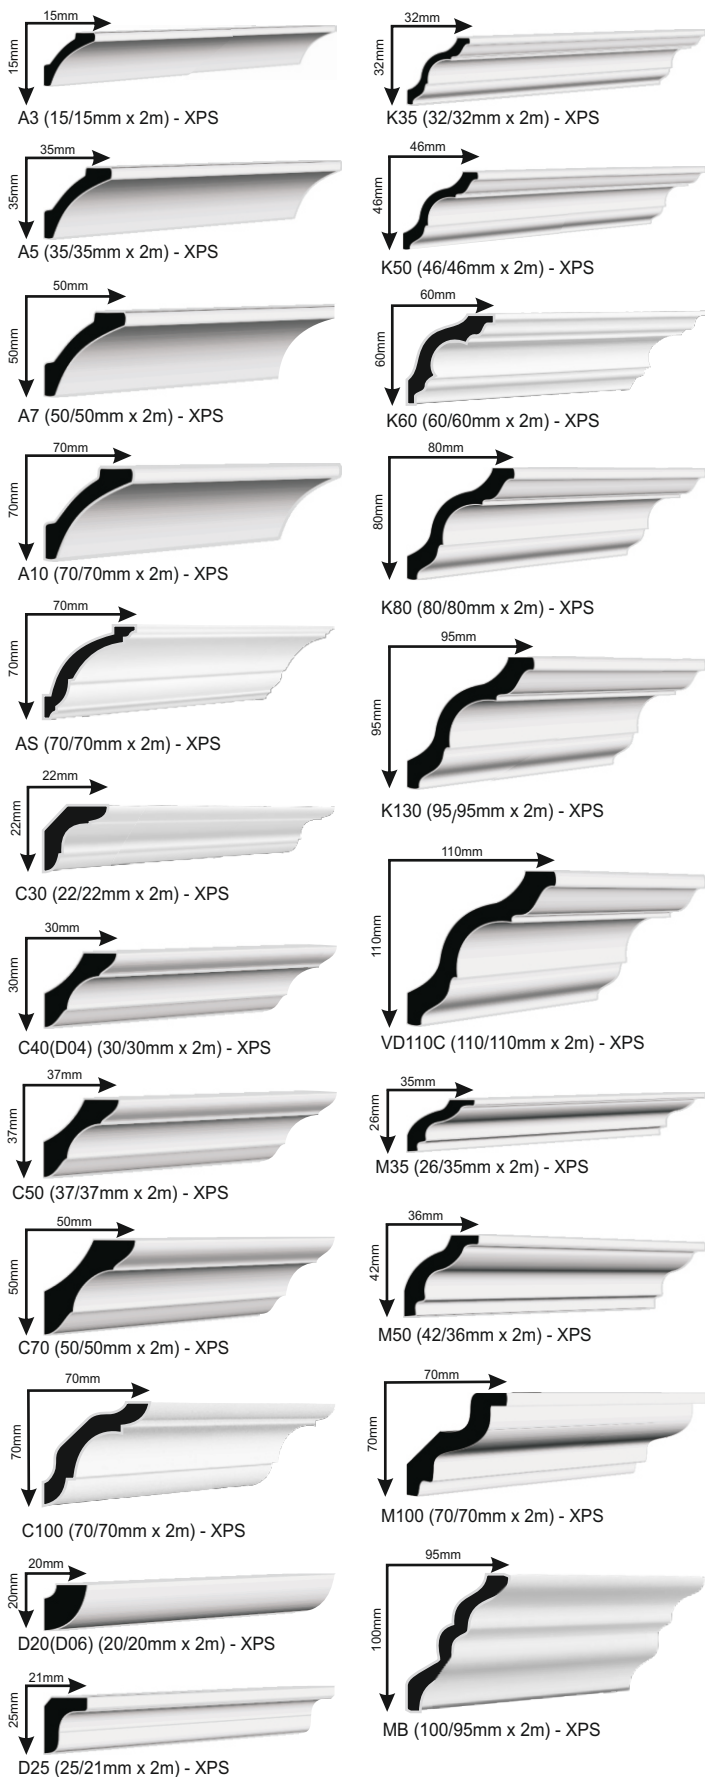 15mm
15mm
A3 (15/15mm x 2m) - XPS
35mm
35mm
A5 (35/35mm x 2m) - XPS
50mm
50mm
A7 (50/50mm x 2m) - XPS
70mm
70mm
A10 (70/70mm x 2m) - XPS
70mm
70mm
AS (70/70mm x 2m) - XPS
22mm
22mm
C30 (22/22mm x 2m) - XPS
30mm
30mm
C40(D04) (30/30mm x 2m) - XPS
37mm
37mm
C50 (37/37mm x 2m) - XPS
50mm
50mm
C70 (50/50mm x 2m) - XPS
70mm
70mm
C100 (70/70mm x 2m) - XPS
20mm
20mm
D20(D06) (20/20mm x 2m) - XPS
21mm
25mm
D25 (25/21mm x 2m) - XPS
32mm
32mm
K35 (32/32mm x 2m) - XPS
46mm
46mm
K50 (46/46mm x 2m) - XPS
60mm
60mm
K60 (60/60mm x 2m) - XPS
80mm
80mm
K80 (80/80mm x 2m) - XPS
95mm
95mm
K130 (95/95mm x 2m) - XPS
110mm
110mm
VD110C (110/110mm x 2m) - XPS
35mm
26mm
M35 (26/35mm x 2m) - XPS
36mm
42mm
M50 (42/36mm x 2m) - XPS
70mm
70mm
M100 (70/70mm x 2m) - XPS
95mm
100mm
MB (100/95mm x 2m) - XPS